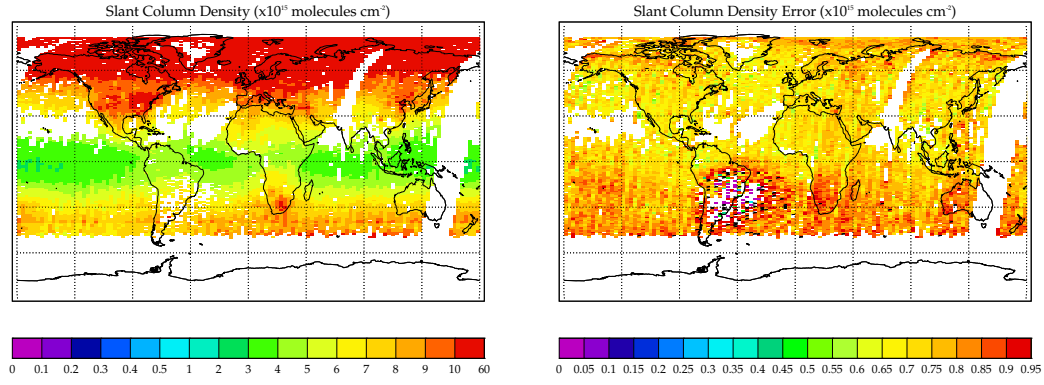 Slant Column Density (x10¹⁵ molecules cm⁻²)
Slant Column Density Error (x10¹⁵ molecules cm⁻²)
0 0.1 0.2 0.3 0.4 0.5 1 2 3 4 5 6 7 8 9 10 60
0 0.05 0.1 0.15 0.2 0.3 0.35 0.4 0.45 0.5 0.55 0.6 0.65 0.7 0.75 0.8 0.85 0.9 0.95